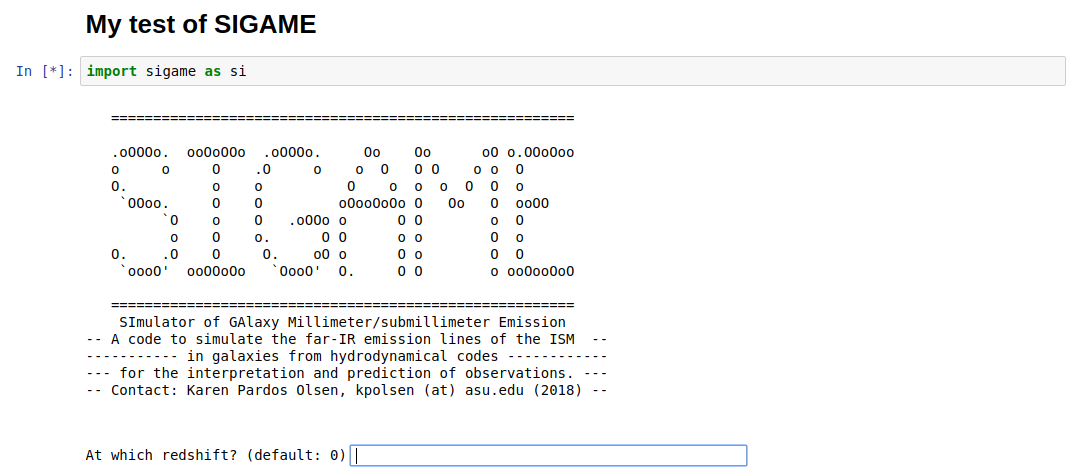 My test of SIGAME
In [*]: import sigame as si
===================================================
.oOOOo.  ooOoOOo  .oOOOo.     Oo    Oo      oO o.OOoOoo
o     o     O    .O     o    o  O   O O    o o  O
O.          o    o          O    o  o  o  O  O  o
`OOoo.     O    O         oOooOoOo O   Oo   O  ooOO
`O    o    O   .oOOo o      O O        o  O
o    O    o.      O O      o o        O  o
O.    .O    O     O.    oO o      O O        O  O
`oooO'  ooOOoOo   `OooO'  O.     O O        o ooOooOoO
===================================================
SImulator of GAlaxy Millimeter/submillimeter Emission
-- A code to simulate the far-IR emission lines of the ISM  --
----------- in galaxies from hydrodynamical codes ------------
--- for the interpretation and prediction of observations. ---
-- Contact: Karen Pardos Olsen, kpolsen (at) asu.edu (2018) --
At which redshift? (default: 0)